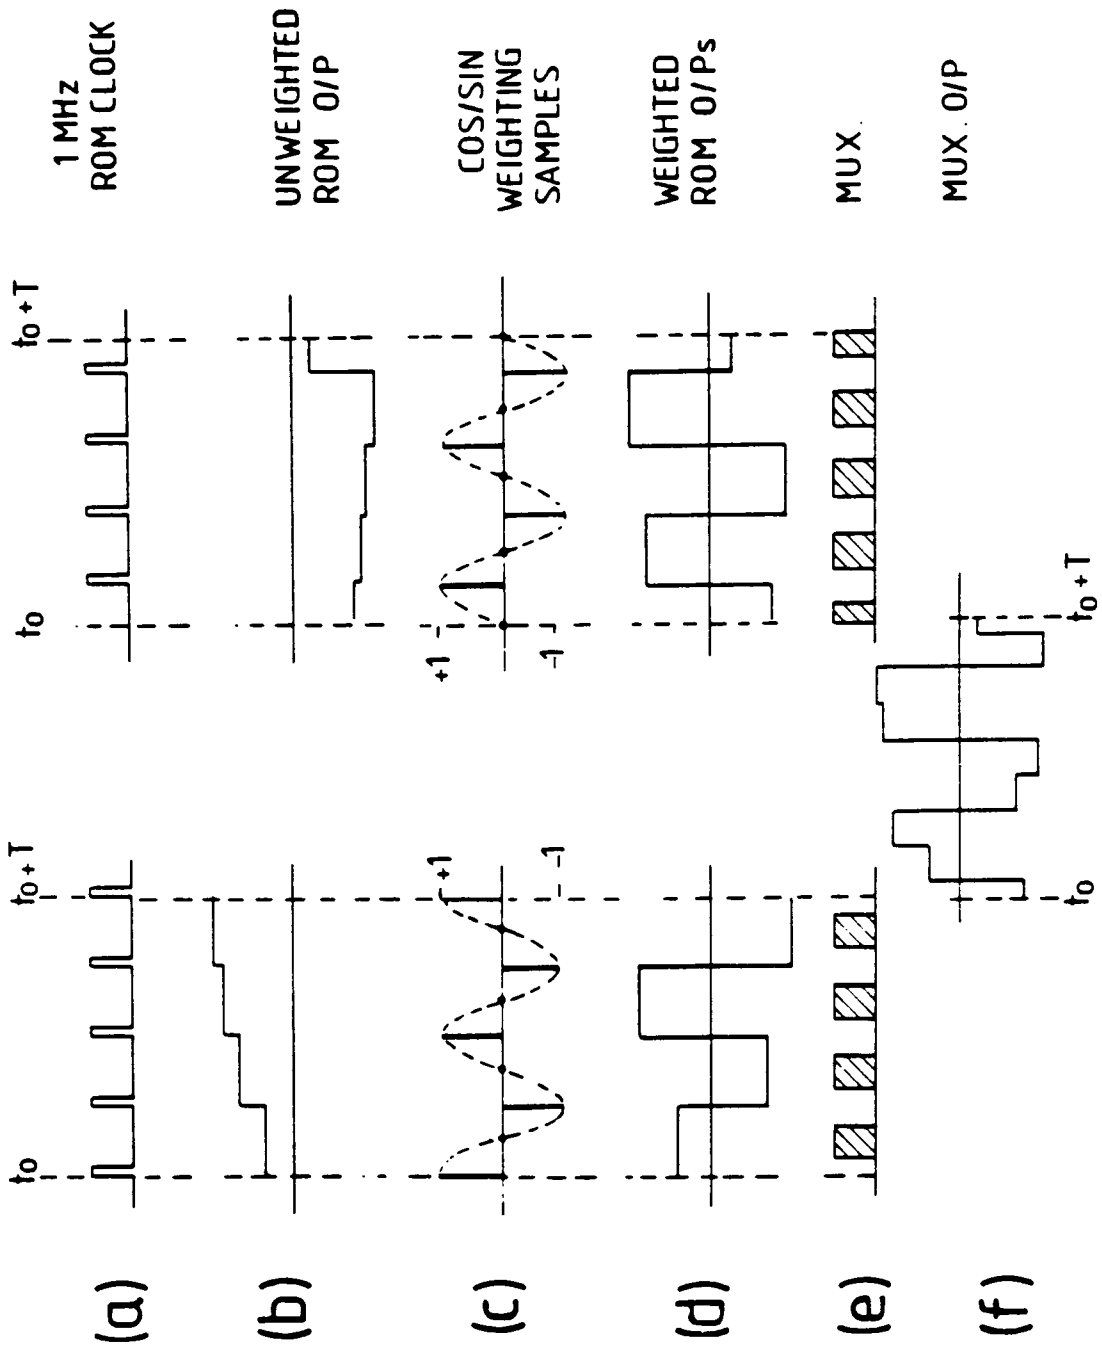 (a)
t₀
t₀+T
t₀
t₀+T
1 MHz
ROM CLOCK
(b)
UNWEIGHTED
ROM O/P
(c)
+1
-1
+1
-1
COS/SIN
WEIGHTING
SAMPLES
(d)
WEIGHTED
ROM O/Ps
(e)
MUX.
(f)
t₀
t₀+T
MUX. O/P